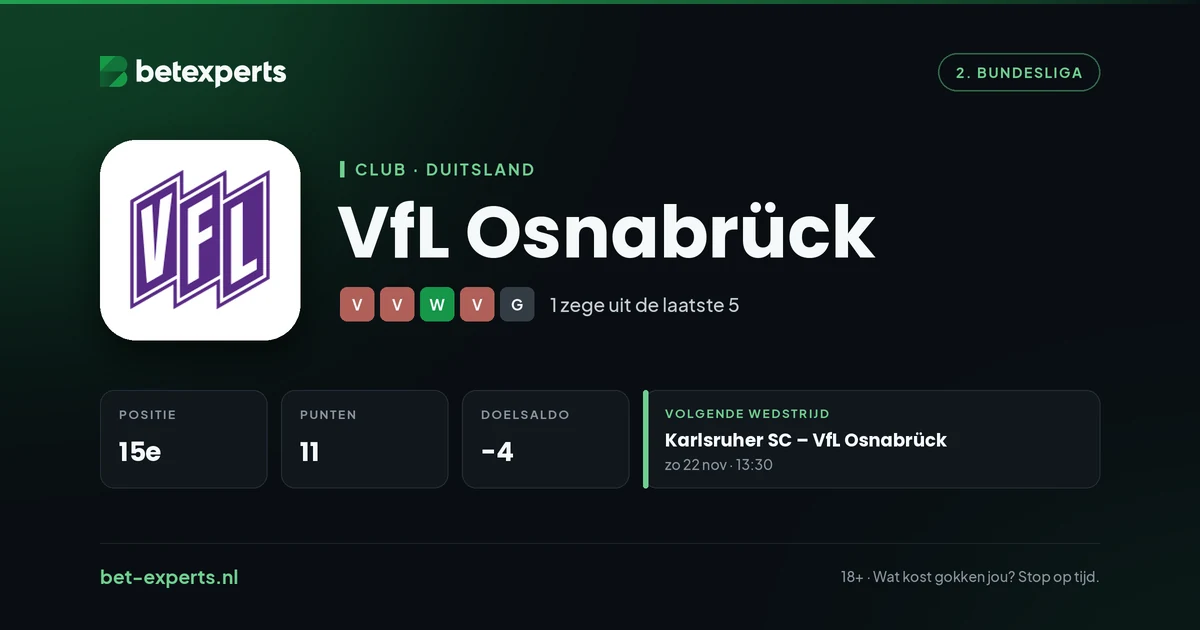 betexperts
2. BUNDESLIGA
VFL
CLUB · DUITSLAND
VfL Osnabrück
V V W V G 1 zege uit de laatste 5
POSITIE
15e
PUNTEN
11
DOELSALDO
-4
VOLGENDE WEDSTRIJD
Karlsruher SC – VfL Osnabrück
zo 22 nov · 13:30
bet-experts.nl
18+ · Wat kost gokken jou? Stop op tijd.